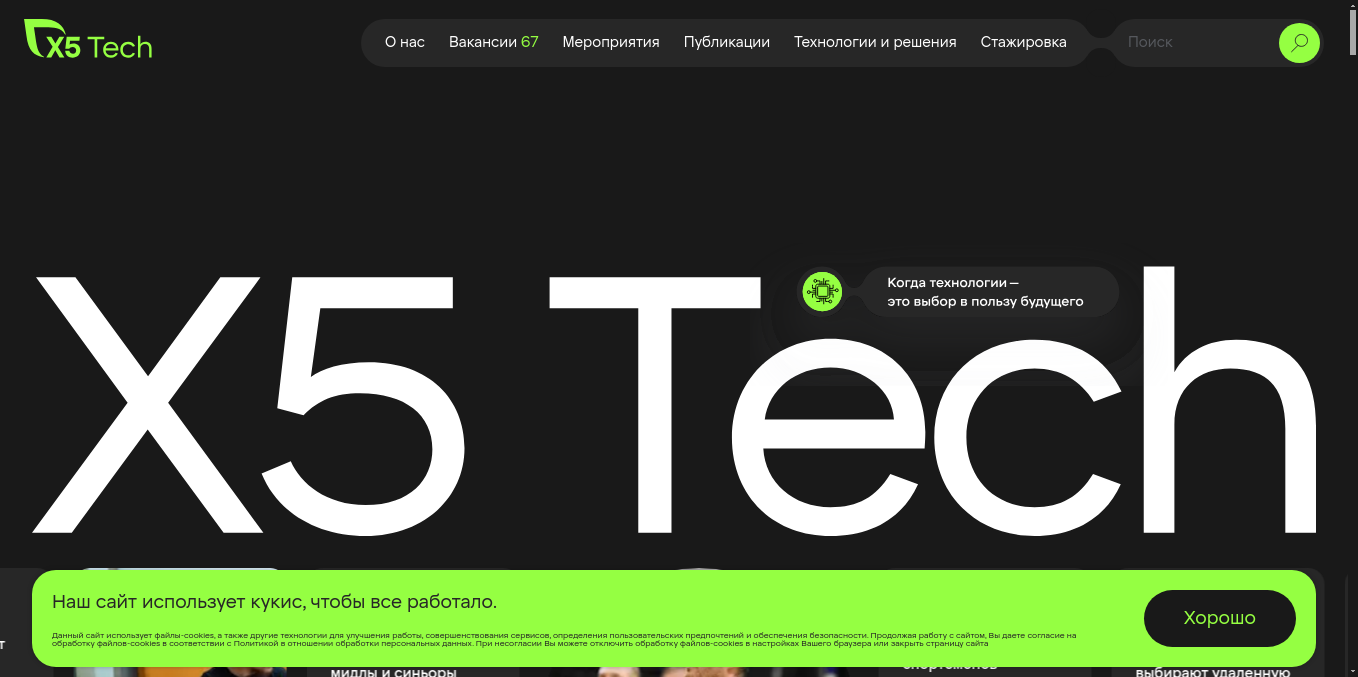 X5 Tech
О нас
Вакансии 67
Мероприятия
Публикации
Технологии и решения
Стажировка
Поиск
Когда технологии —
это выбор в пользу будущего
X5 Tech
Наш сайт использует кукис, чтобы все работало.
Данный сайт использует файлы-cookies, а также другие технологии для улучшения работы, совершенствования сервисов, определения пользовательских предпочтений и обеспечения безопасности. Продолжая работу с сайтом, Вы даете согласие на
обработку файлов-cookies в соответствии с Политикой в отношении обработки персональных данных. При несогласии Вы можете отключить обработку файлов-cookies в настройках Вашего браузера или закрыть страницу сайта
Хорошо
т
спортсменов
мидлы и синьоры
выбирают удаленную